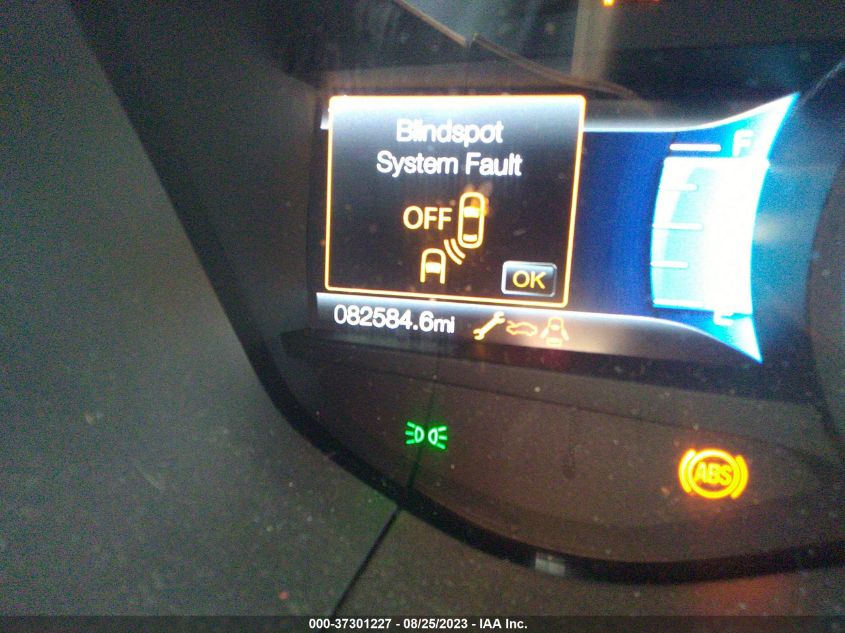 Blindspot
System Fault
OFF
OK
F
E
082584.6mi
ABS
000-37301227 - 08/25/2023 - IAA Inc.